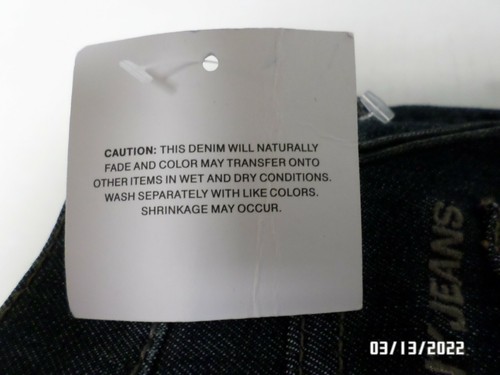 CAUTION: THIS DENIM WILL NATURALLY
FADE AND COLOR MAY TRANSFER ONTO
OTHER ITEMS IN WET AND DRY CONDITIONS.
WASH SEPARATELY WITH LIKE COLORS.
SHRINKAGE MAY OCCUR.
JEANS
03/13/2022